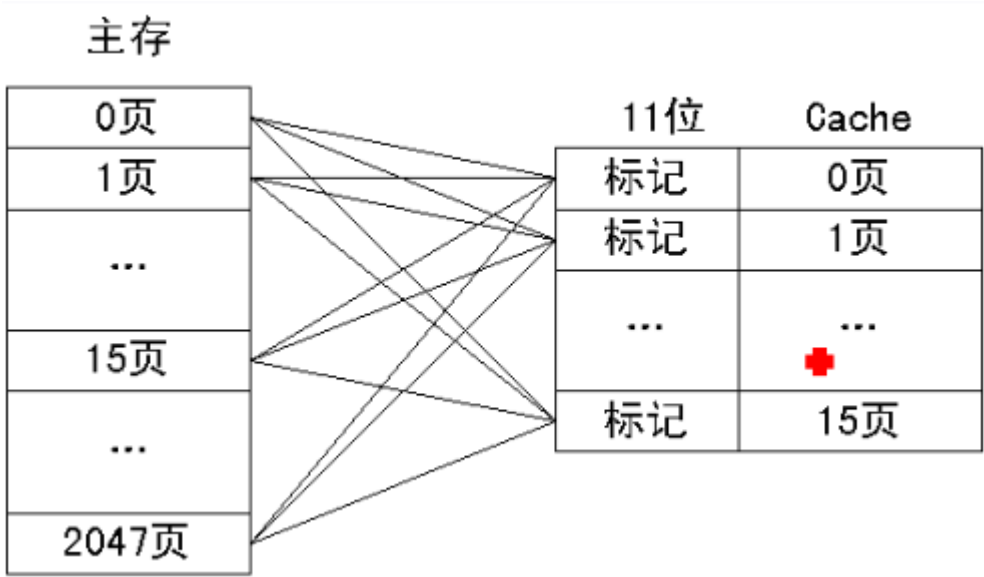 主存
0页
1页
...
15页
...
2047页
11位 Cache
标记 0页
标记 1页
... ...
标记 15页